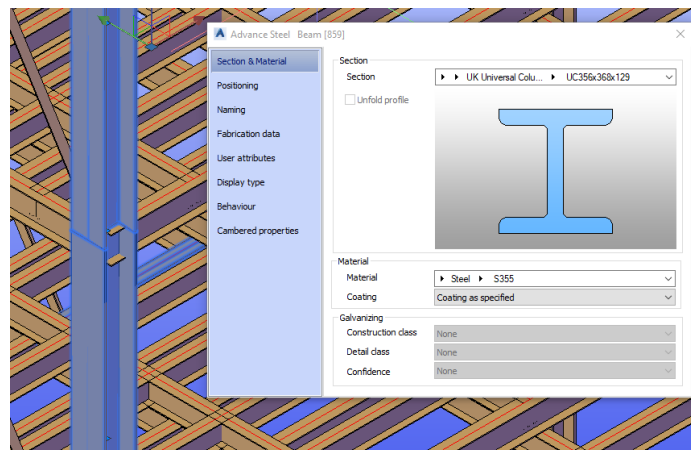 Advance Steel Beam [859]
Section & Material
Positioning
Naming
Fabrication data
User attributes
Display type
Behaviour
Cambered properties
Section
Section UK Universal Colu... UC356x368x129
Unfold profile
Material
Material Steel S355
Coating Coating as specified
Galvanizing
Construction class None
Detail class None
Confidence None